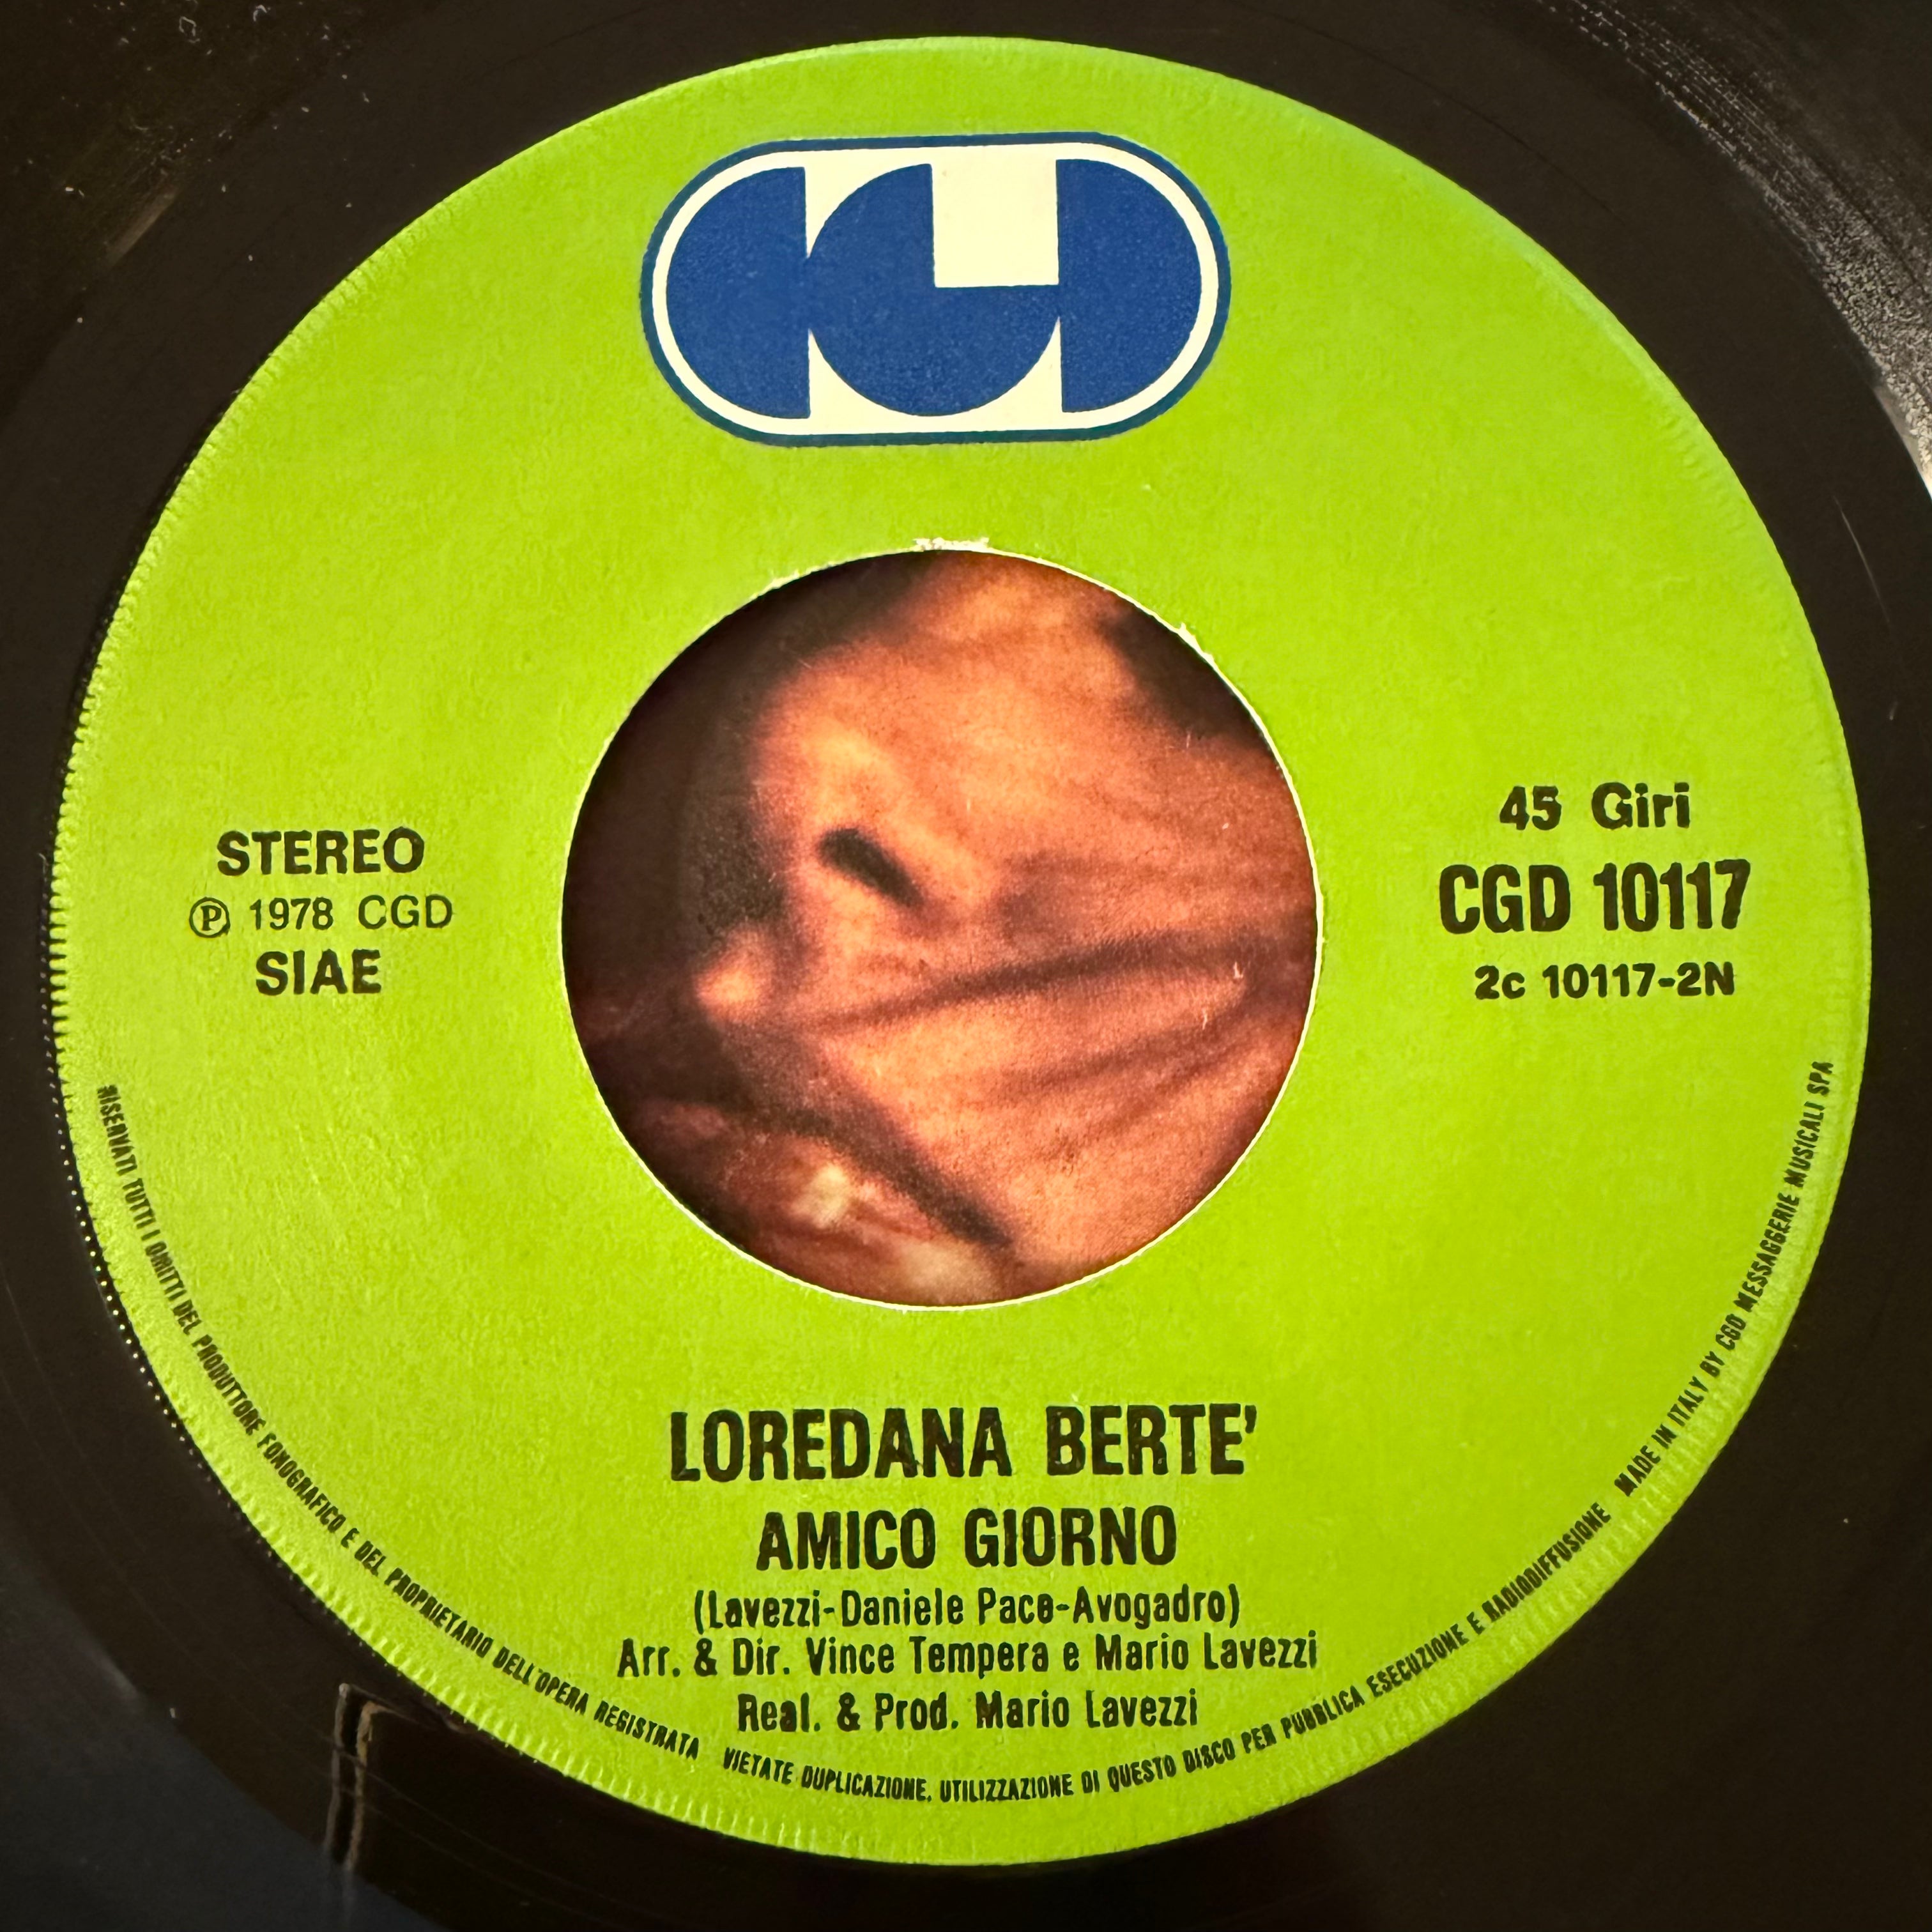 CGD
STEREO
℗ 1978 CGD
SIAE
45 Giri
CGD 10117
2c 10117-2N
LOREDANA BERTE'
AMICO GIORNO
(Lavezzi-Daniele Pace-Avogadro)
Arr. & Dir. Vince Tempera e Mario Lavezzi
Real. & Prod. Mario Lavezzi
RISERVATI TUTTI I DIRITTI DEL PRODUTTORE FONOGRAFICO E DEL PROPRIETARIO DELL'OPERA REGISTRATA VIETATE DUPLICAZIONE, UTILIZZAZIONE DI QUESTO DISCO PER PUBBLICA ESECUZIONE E RADIODIFFUSIONE MADE IN ITALY BY CGD MESSAGGERIE MUSICALI SPA